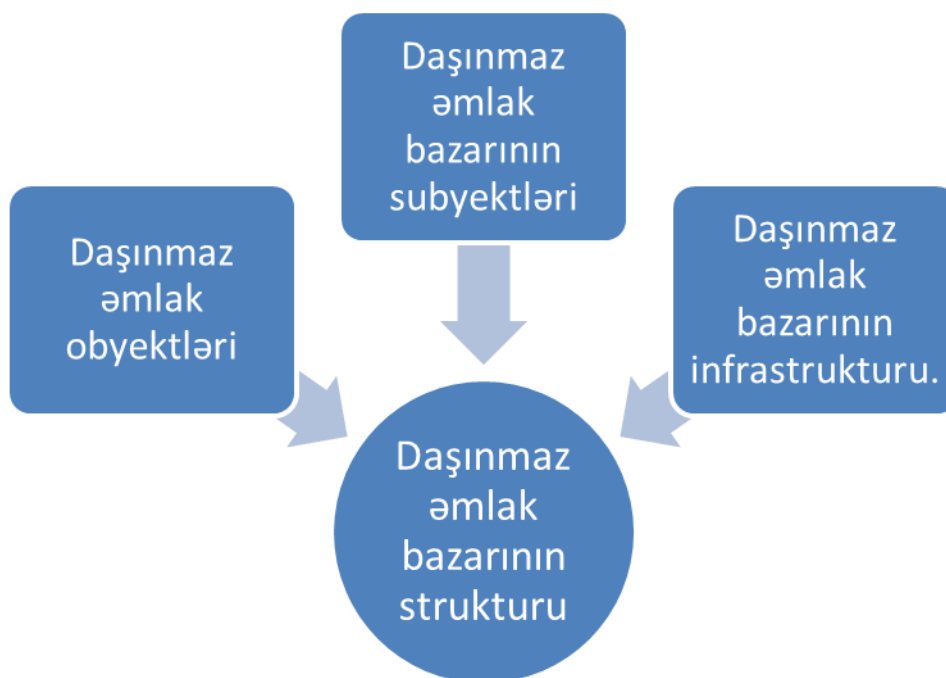 Daşınmaz
əmlak
bazarının
subyektləri
Daşınmaz
əmlak
obyektləri
Daşınmaz
əmlak
bazarının
infrastrukturu.
Daşınmaz
əmlak
bazarının
strukturu